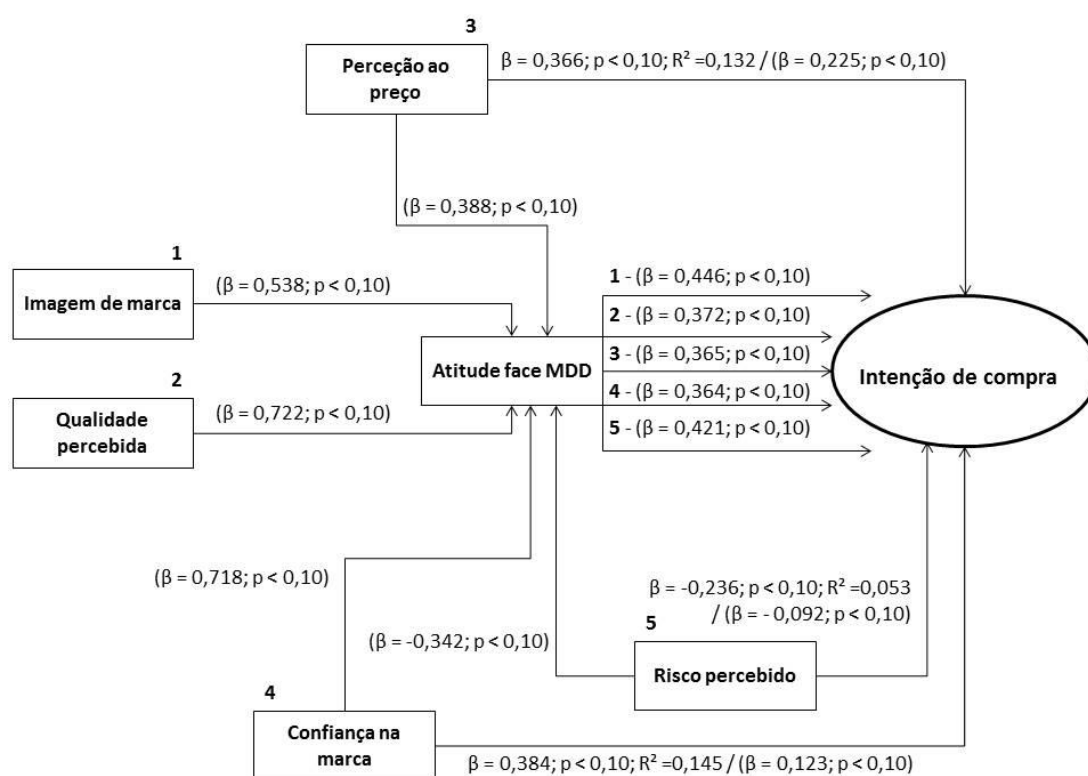 3
Perceção ao
preço
β = 0,366; p < 0,10; R² =0,132 / (β = 0,225; p < 0,10)
(β = 0,388; p < 0,10)
1
Imagem de marca
(β = 0,538; p < 0,10)
2
Qualidade
percebida
(β = 0,722; p < 0,10)
Atitude face MDD
1 - (β = 0,446; p < 0,10)
2 - (β = 0,372; p < 0,10)
3 - (β = 0,365; p < 0,10)
4 - (β = 0,364; p < 0,10)
5 - (β = 0,421; p < 0,10)
Intenção de compra
(β = 0,718; p < 0,10)
(β = -0,342; p < 0,10)
β = -0,236; p < 0,10; R² =0,053
/ (β = - 0,092; p < 0,10)
5
Risco percebido
4
Confiança na
marca
β = 0,384; p < 0,10; R² =0,145 / (β = 0,123; p < 0,10)